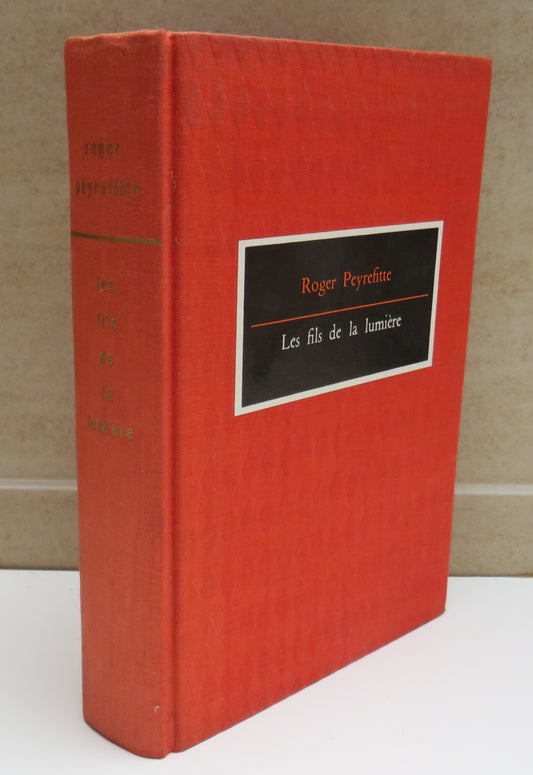 roger
peyrefitte
les
fils
de
la
lumière
Roger Peyrefitte
Les fils de la lumière